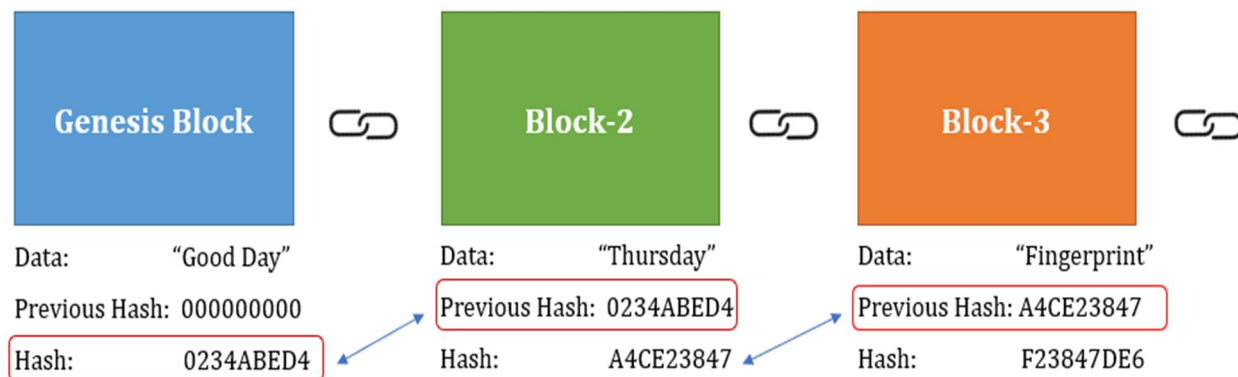 Genesis Block
Data: “Good Day”
Previous Hash: 000000000
Hash: 0234ABED4
Block-2
Data: “Thursday”
Previous Hash: 0234ABED4
Hash: A4CE23847
Block-3
Data: “Fingerprint”
Previous Hash: A4CE23847
Hash: F23847DE6